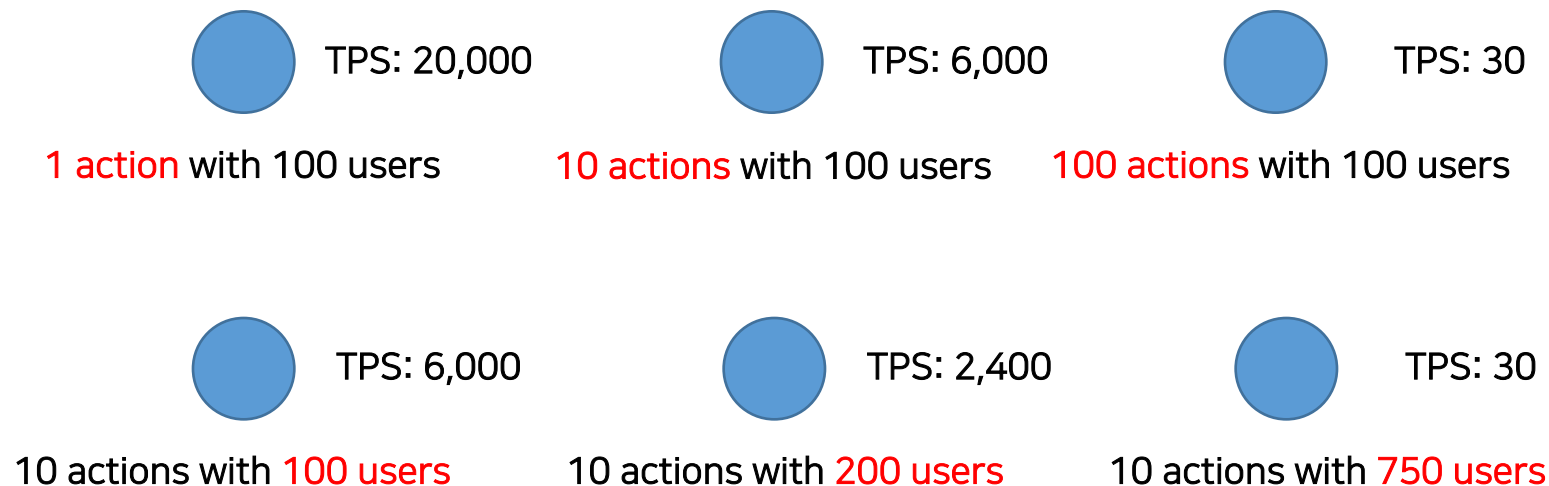 TPS: 20,000
TPS: 6,000
TPS: 30
1 action with 100 users
10 actions with 100 users
100 actions with 100 users
TPS: 6,000
TPS: 2,400
TPS: 30
10 actions with 100 users
10 actions with 200 users
10 actions with 750 users